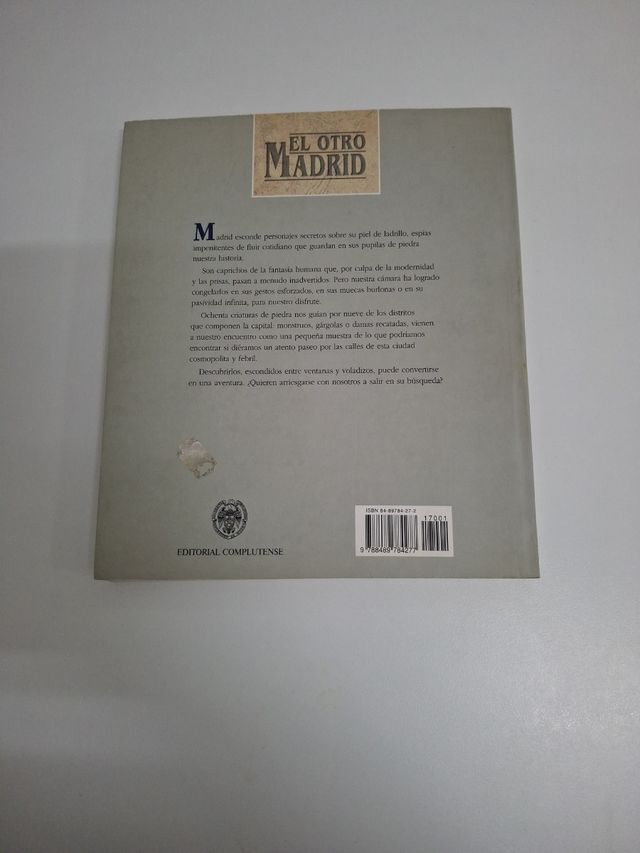 EL OTRO
MADRID
Madrid esconde personajes secretos sobre su piel de ladrillo, espías
impenitentes de fluir cotidiano que guardan en sus pupilas de piedra
nuestra historia.
Son caprichos de la fantasía humana que, por culpa de la modernidad
y las prisas, pasan a menudo inadvertidos. Pero nuestra cámara ha logrado
congelarlos en sus gestos esforzados, en sus muecas burlonas o en su
pasividad infinita, para nuestro disfrute.
Ochenta criaturas de piedra nos guían por nueve de los distritos
que componen la capital: monstruos, gárgolas o damas recatadas, vienen
a nuestro encuentro como una pequeña muestra de lo que podríamos
encontrar si diéramos un atento paseo por las calles de esta ciudad
cosmopolita y febril.
Descubrirlos, escondidos entre ventanas y voladizos, puede convertirse
en una aventura. ¿Quieren arriesgarse con nosotros a salir en su búsqueda?
EDITORIAL COMPLUTENSE
ISBN 84-89784-27-2
17001
9 788489 784277